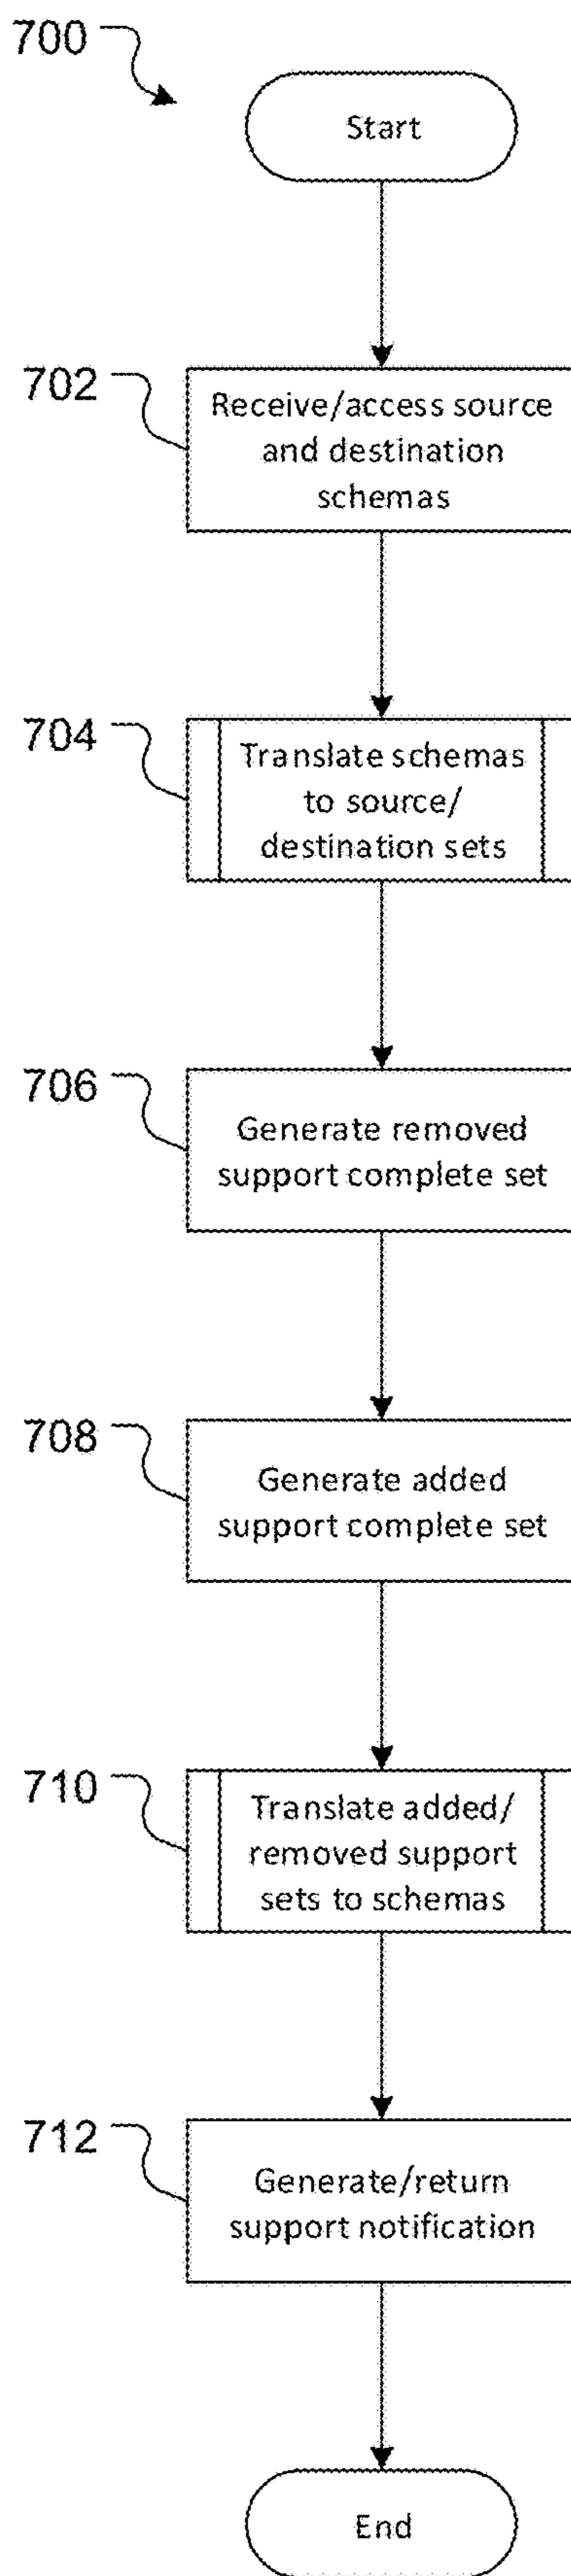 700
Start
702
Receive/access source
and destination
schemas
704
Translate schemas
to source/
destination sets
706
Generate removed
support complete set
708
Generate added
support complete set
710
Translate added/
removed support
sets to schemas
712
Generate/return
support notification
End